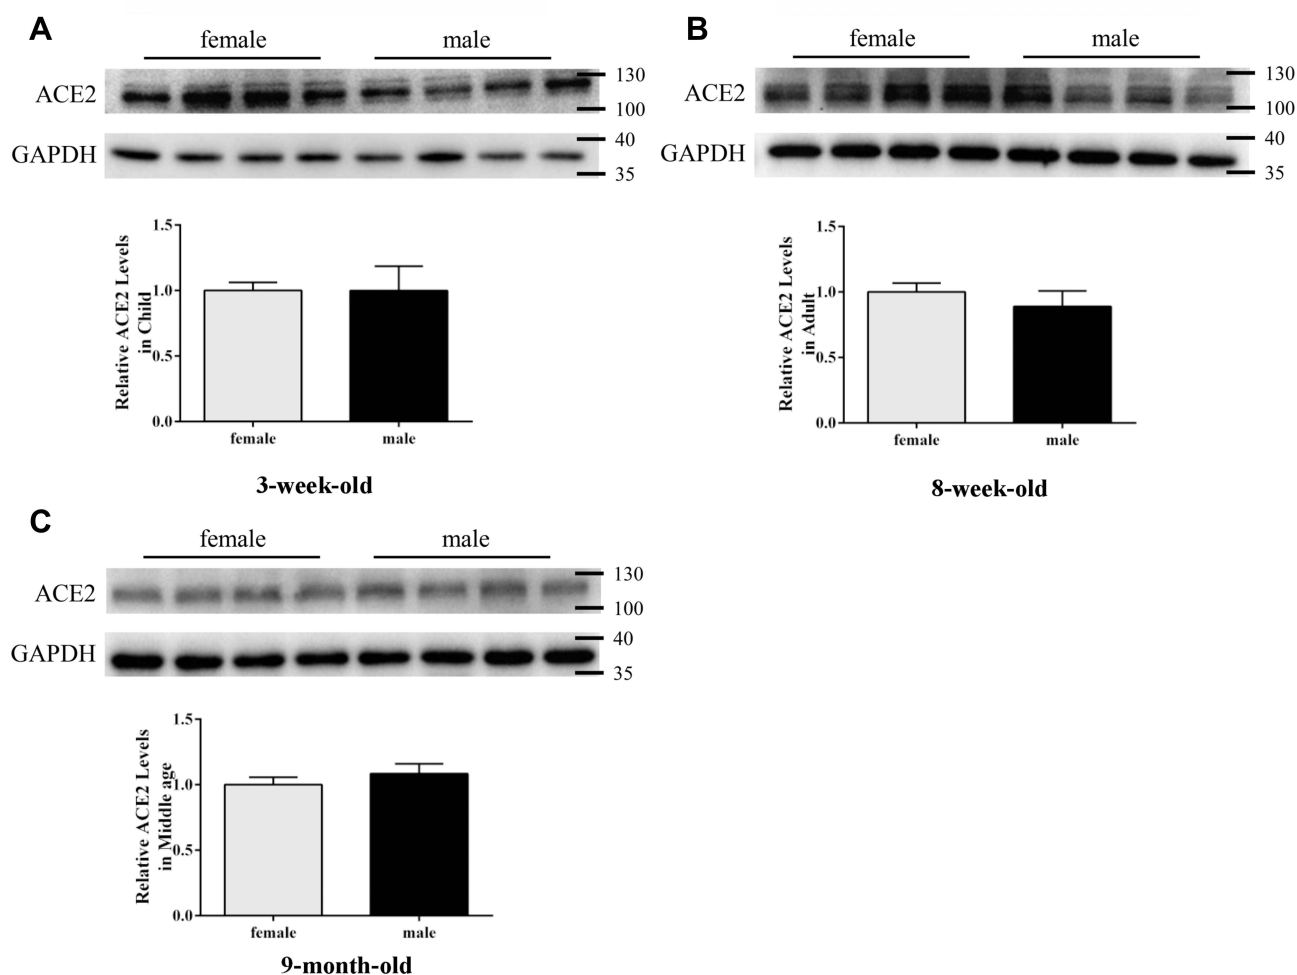 A
female male
ACE2
130
100
GAPDH
40
35
Relative ACE2 Levels
in Child
1.5
1.0
0.5
0.0
female male
3-week-old
B
female male
ACE2
130
100
GAPDH
40
35
Relative ACE2 Levels
in Adult
1.5
1.0
0.5
0.0
female male
8-week-old
C
female male
ACE2
130
100
GAPDH
40
35
Relative ACE2 Levels
in Middle age
1.5
1.0
0.5
0.0
female male
9-month-old